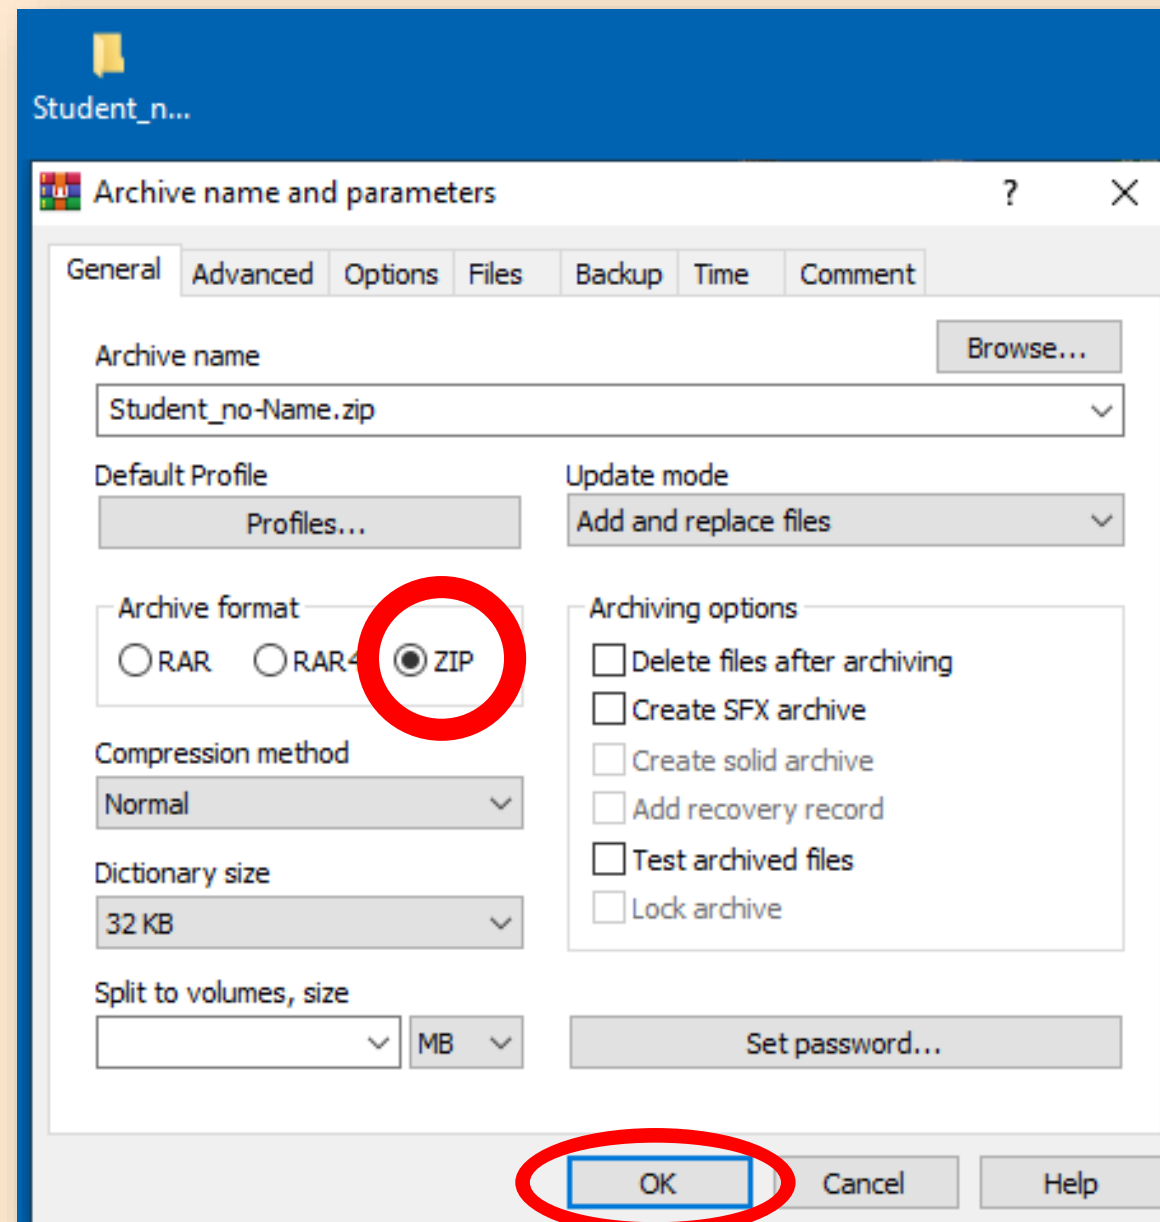 Student_n...
Archive name and parameters ?
General Advanced Options Files Backup Time Comment
Archive name Browse...
Student_no-Name.zip
Default Profile Update mode
Profiles... Add and replace files
Archive format Archiving options
RAR RAR4 ZIP Delete files after archiving
Create SFX archive
Compression method Create solid archive
Normal Add recovery record
Dictionary size Test archived files
32 KB Lock archive
Split to volumes, size
MB Set password...
OK Cancel Help